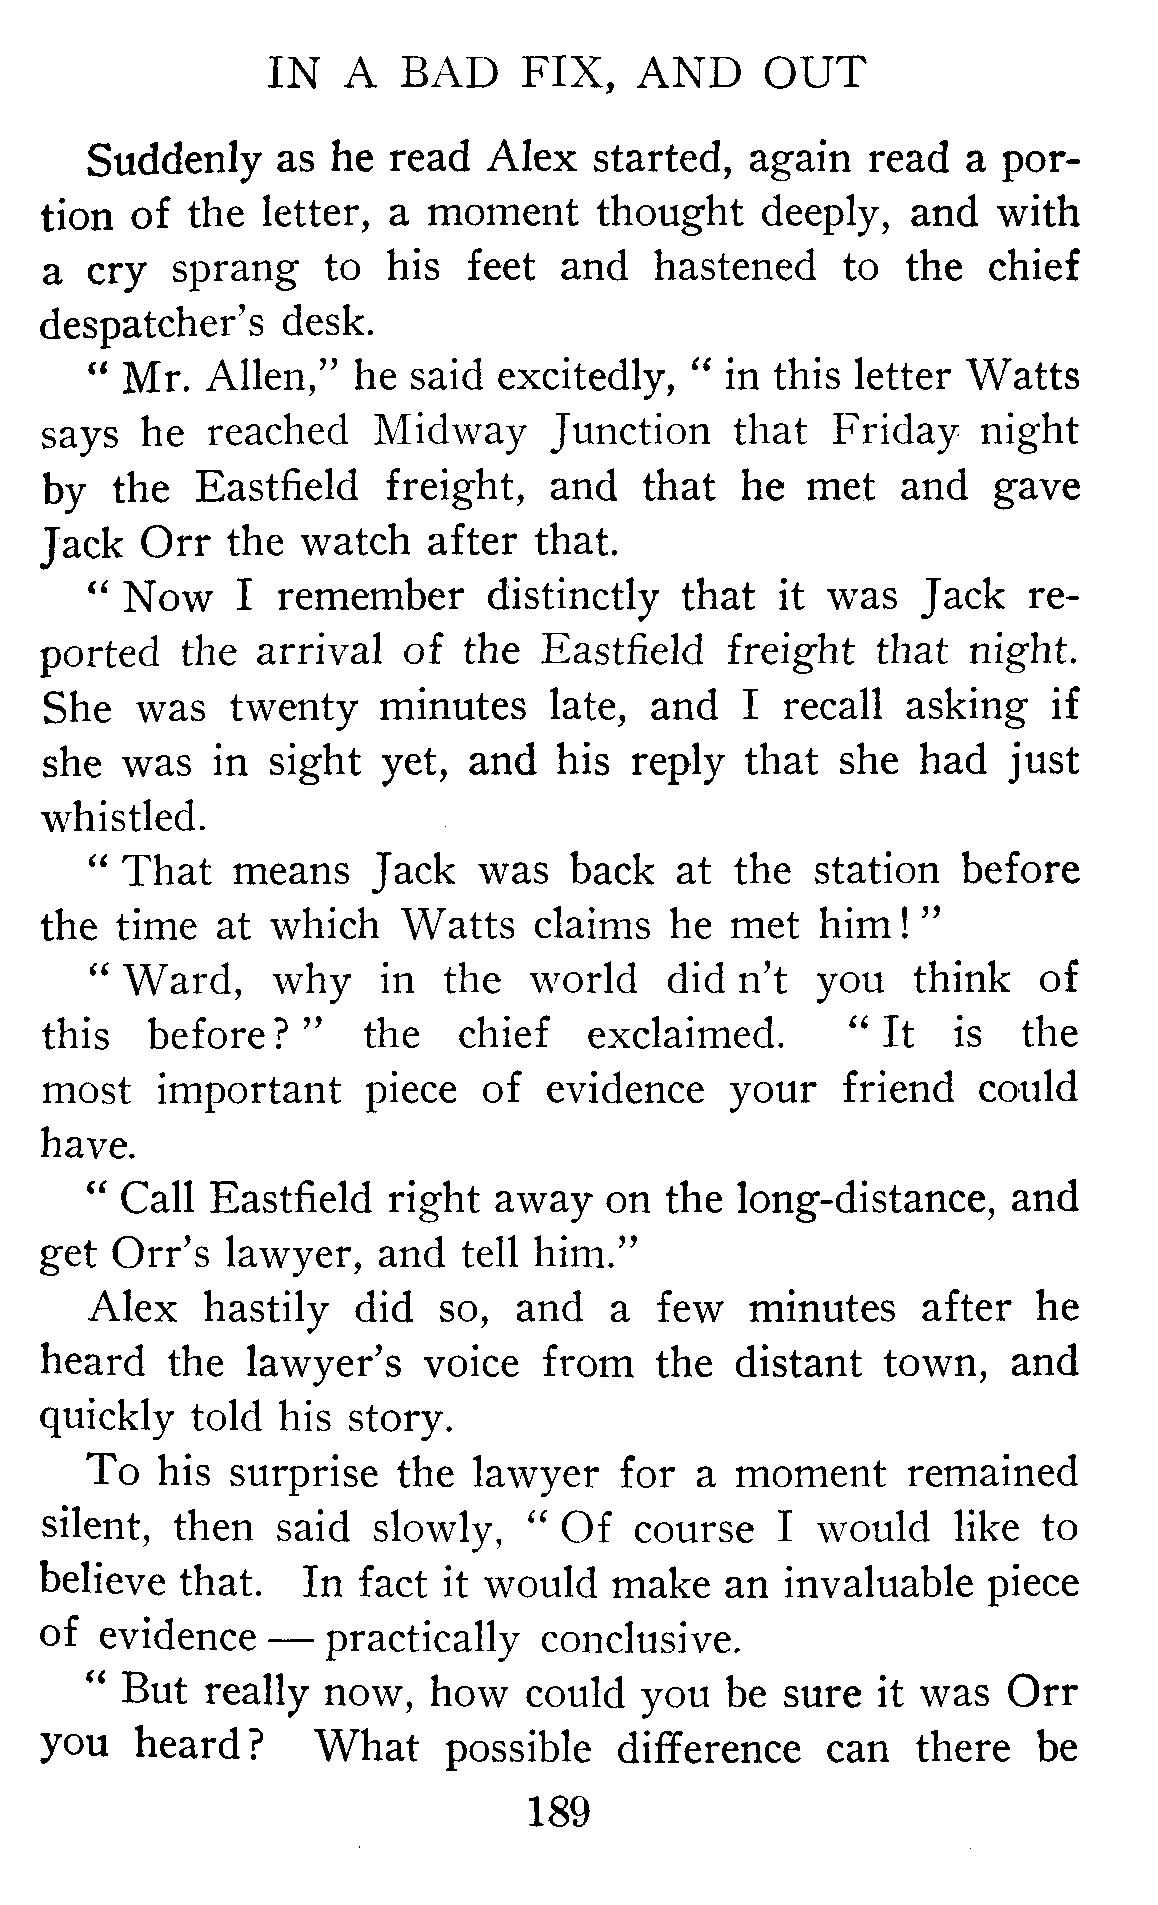 IN A BAD FIX, AND OUT
Suddenly as he read Alex started, again read a por-
tion of the letter, a moment thought deeply, and with
a cry sprang to his feet and hastened to the chief
despatcher's desk.
" Mr. Allen," he said excitedly, " in this letter Watts
says he reached Midway Junction that Friday night
by the Eastfield freight, and that he met and gave
Jack Orr the watch after that.
" Now I remember distinctly that it was Jack re-
ported the arrival of the Eastfield freight that night.
She was twenty minutes late, and I recall asking if
she was in sight yet, and his reply that she had just
whistled.
" That means Jack was back at the station before
the time at which Watts claims he met him! "
" Ward, why in the world did n't you think of
this before? " the chief exclaimed. " It is the
most important piece of evidence your friend could
have.
" Call Eastfield right away on the long-distance, and
get Orr's lawyer, and tell him."
Alex hastily did so, and a few minutes after he
heard the lawyer's voice from the distant town, and
quickly told his story.
To his surprise the lawyer for a moment remained
silent, then said slowly, " Of course I would like to
believe that. In fact it would make an invaluable piece
of evidence — practically conclusive.
" But really now, how could you be sure it was Orr
you heard? What possible difference can there be
189